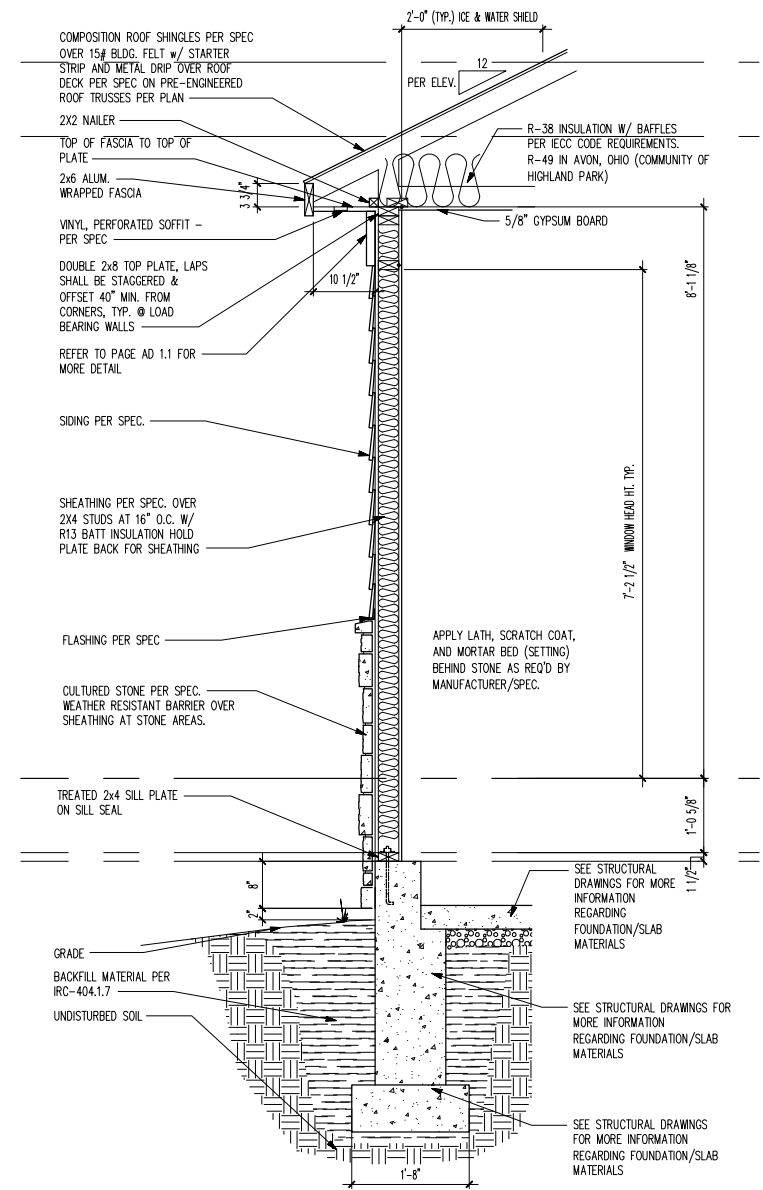 2'-0" (TYP.) ICE & WATER SHIELD
COMPOSITION ROOF SHINGLES PER SPEC
OVER 15# BLDG. FELT w/ STARTER
STRIP AND METAL DRIP OVER ROOF
DECK PER SPEC ON PRE-ENGINEERED
ROOF TRUSSES PER PLAN
12
PER ELEV.
2X2 NAILER
TOP OF FASCIA TO TOP OF
PLATE
2x6 ALUM.
WRAPPED FASCIA
3 3/4"
R-38 INSULATION W/ BAFFLES
PER IECC CODE REQUIREMENTS.
R-49 IN AVON, OHIO (COMMUNITY OF
HIGHLAND PARK)
VINYL, PERFORATED SOFFIT -
PER SPEC
5/8" GYPSUM BOARD
DOUBLE 2x8 TOP PLATE, LAPS
SHALL BE STAGGERED &
OFFSET 40" MIN. FROM
CORNERS, TYP. @ LOAD
BEARING WALLS
10 1/2"
8'-1 1/8"
REFER TO PAGE AD 1.1 FOR
MORE DETAIL
SIDING PER SPEC.
SHEATHING PER SPEC. OVER
2X4 STUDS AT 16" O.C. W/
R13 BATT INSULATION HOLD
PLATE BACK FOR SHEATHING
7'-2 1/2" WINDOW HEAD HT. TYP.
FLASHING PER SPEC
APPLY LATH, SCRATCH COAT,
AND MORTAR BED (SETTING)
BEHIND STONE AS REQ'D BY
MANUFACTURER/SPEC.
CULTURED STONE PER SPEC.
WEATHER RESISTANT BARRIER OVER
SHEATHING AT STONE AREAS.
TREATED 2x4 SILL PLATE
ON SILL SEAL
1'-0 5/8"
1 1/2"
8"
2"
SEE STRUCTURAL
DRAWINGS FOR MORE
INFORMATION
REGARDING
FOUNDATION/SLAB
MATERIALS
GRADE
BACKFILL MATERIAL PER
IRC-404.1.7
UNDISTURBED SOIL
SEE STRUCTURAL DRAWINGS FOR
MORE INFORMATION
REGARDING FOUNDATION/SLAB
MATERIALS
SEE STRUCTURAL DRAWINGS
FOR MORE INFORMATION
REGARDING FOUNDATION/SLAB
MATERIALS
1'-8"